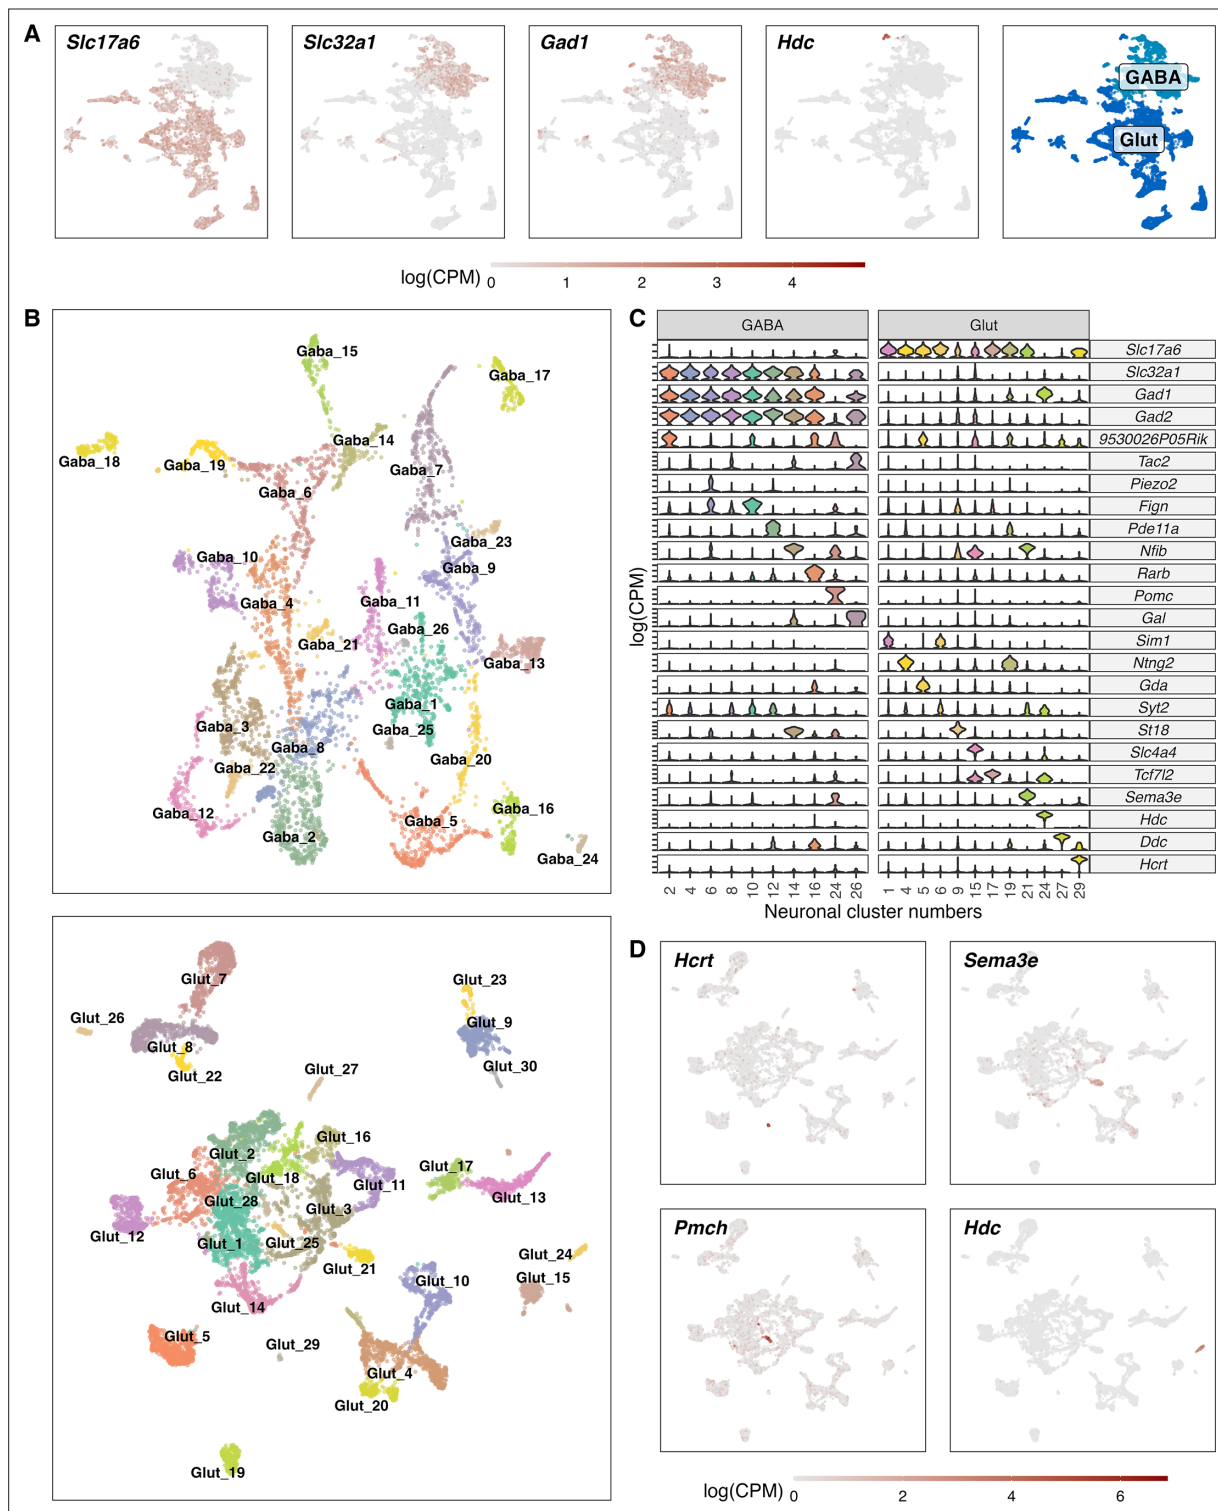 A
Slc17a6
Slc32a1
Gad1
Hdc
GABA
Glut
log(CPM)
0 1 2 3 4
B
Gaba_15
Gaba_17
Gaba_14
Gaba_18
Gaba_19
Gaba_7
Gaba_6
Gaba_23
Gaba_10
Gaba_9
Gaba_4
Gaba_11
Gaba_26
Gaba_21
Gaba_13
Gaba_1
Gaba_3
Gaba_25
Gaba_8
Gaba_20
Gaba_22
Gaba_12
Gaba_16
Gaba_5
Gaba_2
Gaba_24
Glut_7
Glut_23
Glut_26
Glut_9
Glut_8
Glut_30
Glut_22
Glut_27
Glut_16
Glut_2
Glut_17
Glut_6
Glut_18
Glut_11
Glut_13
Glut_28
Glut_3
Glut_12
Glut_1
Glut_25
Glut_24
Glut_21
Glut_10
Glut_15
Glut_14
Glut_5
Glut_29
Glut_4
Glut_20
Glut_19
C
GABA
Glut
Slc17a6
Slc32a1
Gad1
Gad2
9530026P05Rik
Tac2
Piezo2
Fign
Pde11a
Nfib
Rarb
Pomc
Gal
Sim1
Ntng2
Gda
Syt2
St18
Slc4a4
Tcf7l2
Sema3e
Hdc
Ddc
Hcrt
log(CPM)
2 4 6 8 10 12 14 16 24 26
1 4 5 6 9 15 17 19 21 24 27 29
Neuronal cluster numbers
D
Hcrt
Sema3e
Pmch
Hdc
log(CPM)
0 2 4 6